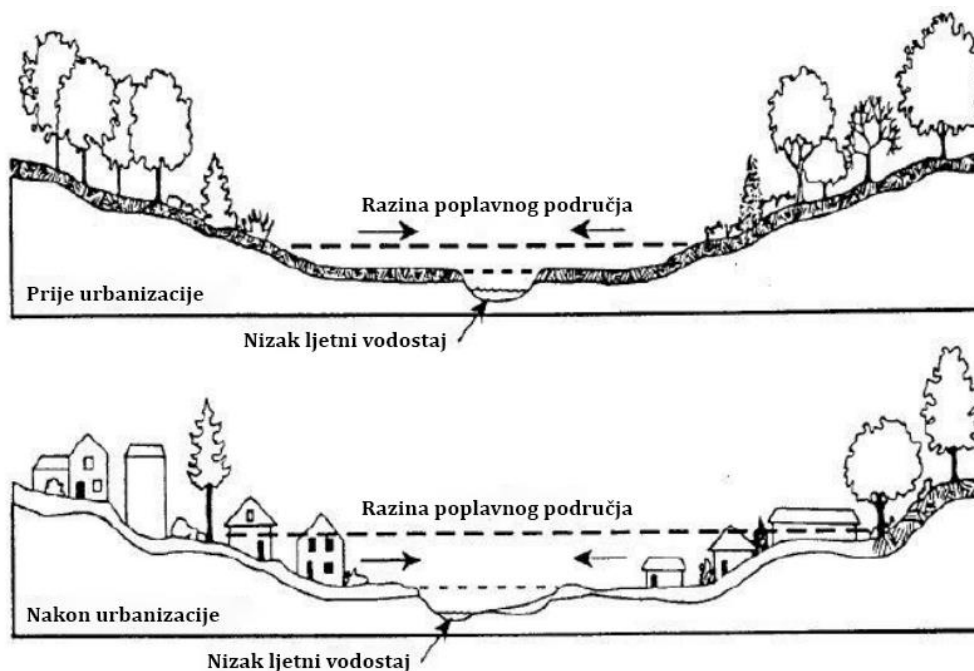 Razina poplavnog područja
Prije urbanizacije
Nizak ljetni vodostaj
Razina poplavnog područja
Nakon urbanizacije
Nizak ljetni vodostaj